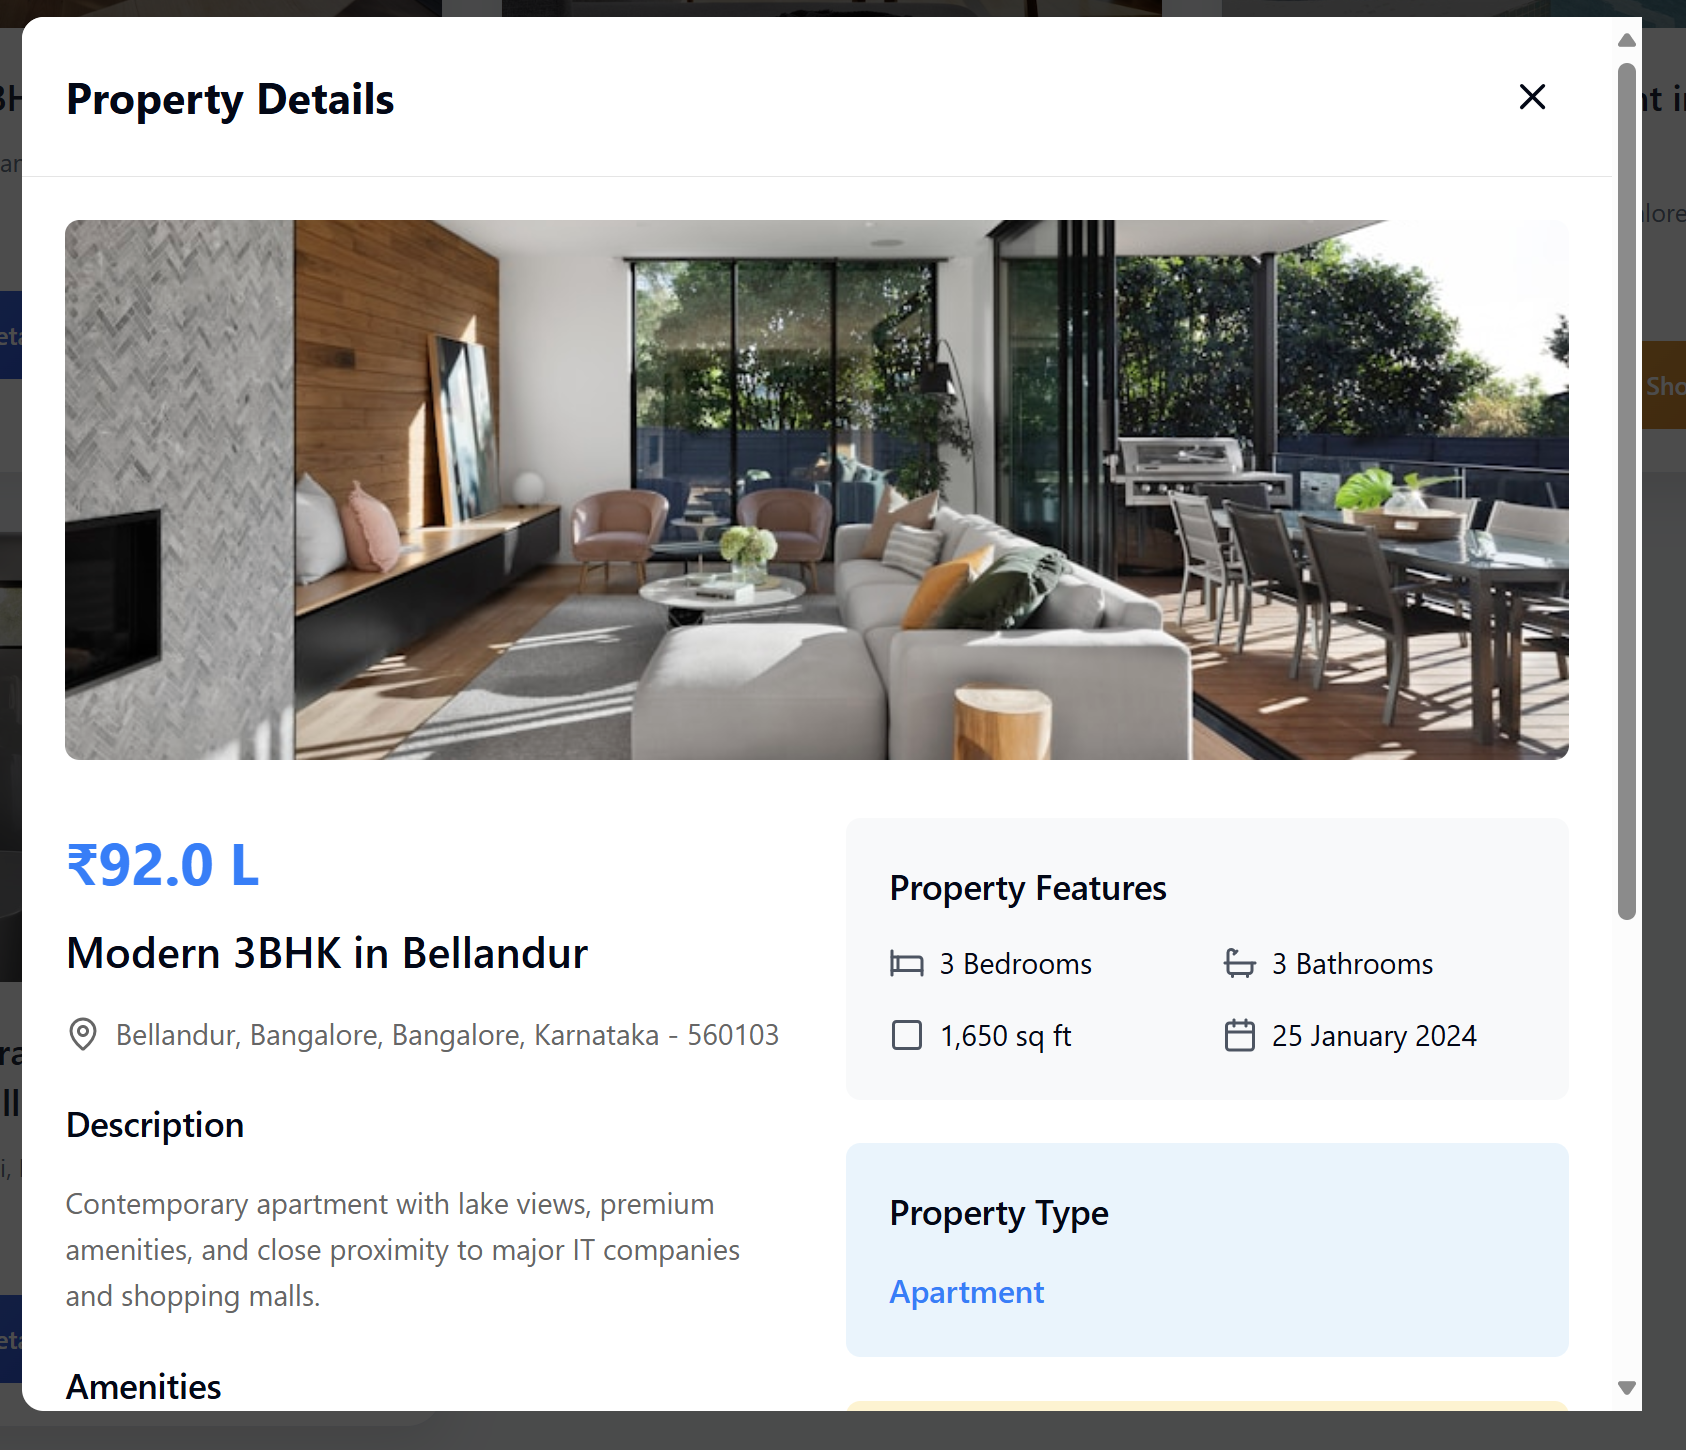 Property Details
₹92.0 L
Modern 3BHK in Bellandur
Bellandur, Bangalore, Bangalore, Karnataka - 560103
Description
Contemporary apartment with lake views, premium
amenities, and close proximity to major IT companies
and shopping malls.
Amenities
Property Features
3 Bedrooms
3 Bathrooms
1,650 sq ft
25 January 2024
Property Type
Apartment